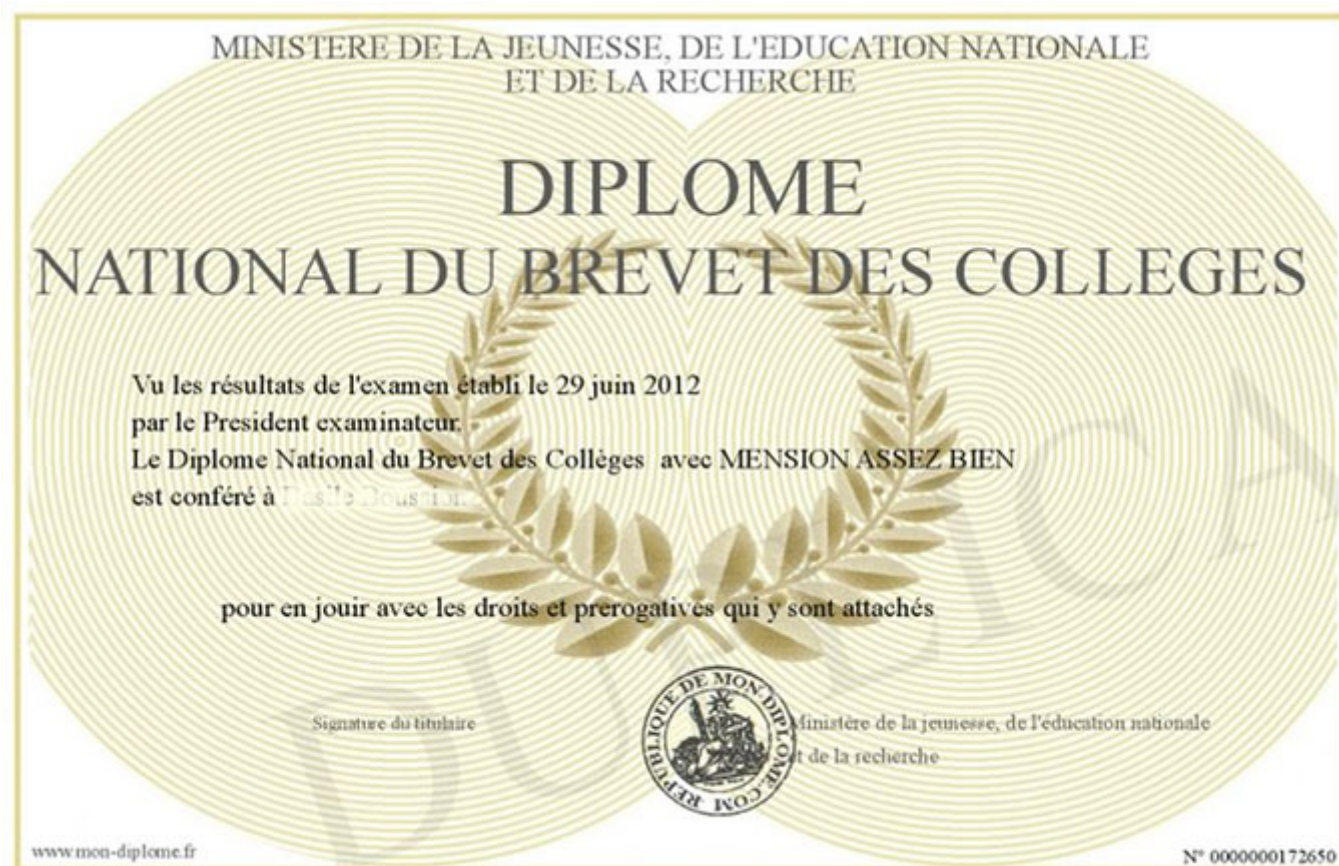 MINISTERE DE LA JEUNESSE, DE L'EDUCATION NATIONALE
ET DE LA RECHERCHE
DIPLOME
NATIONAL DU BREVET DES COLLEGES
Vu les résultats de l'examen établi le 29 juin 2012
par le President examinateur.
Le Diplome National du Brevet des Collèges avec MENSION ASSEZ BIEN
est conféré à
pour en jouir avec les droits et prerogatives qui y sont attachés
Signature du titulaire
REPUBLIQUE DE MON-DIPLOME.COM
Ministère de la jeunesse, de l'éducation nationale
et de la recherche
www.mon-diplome.fr
N° 0000000172650